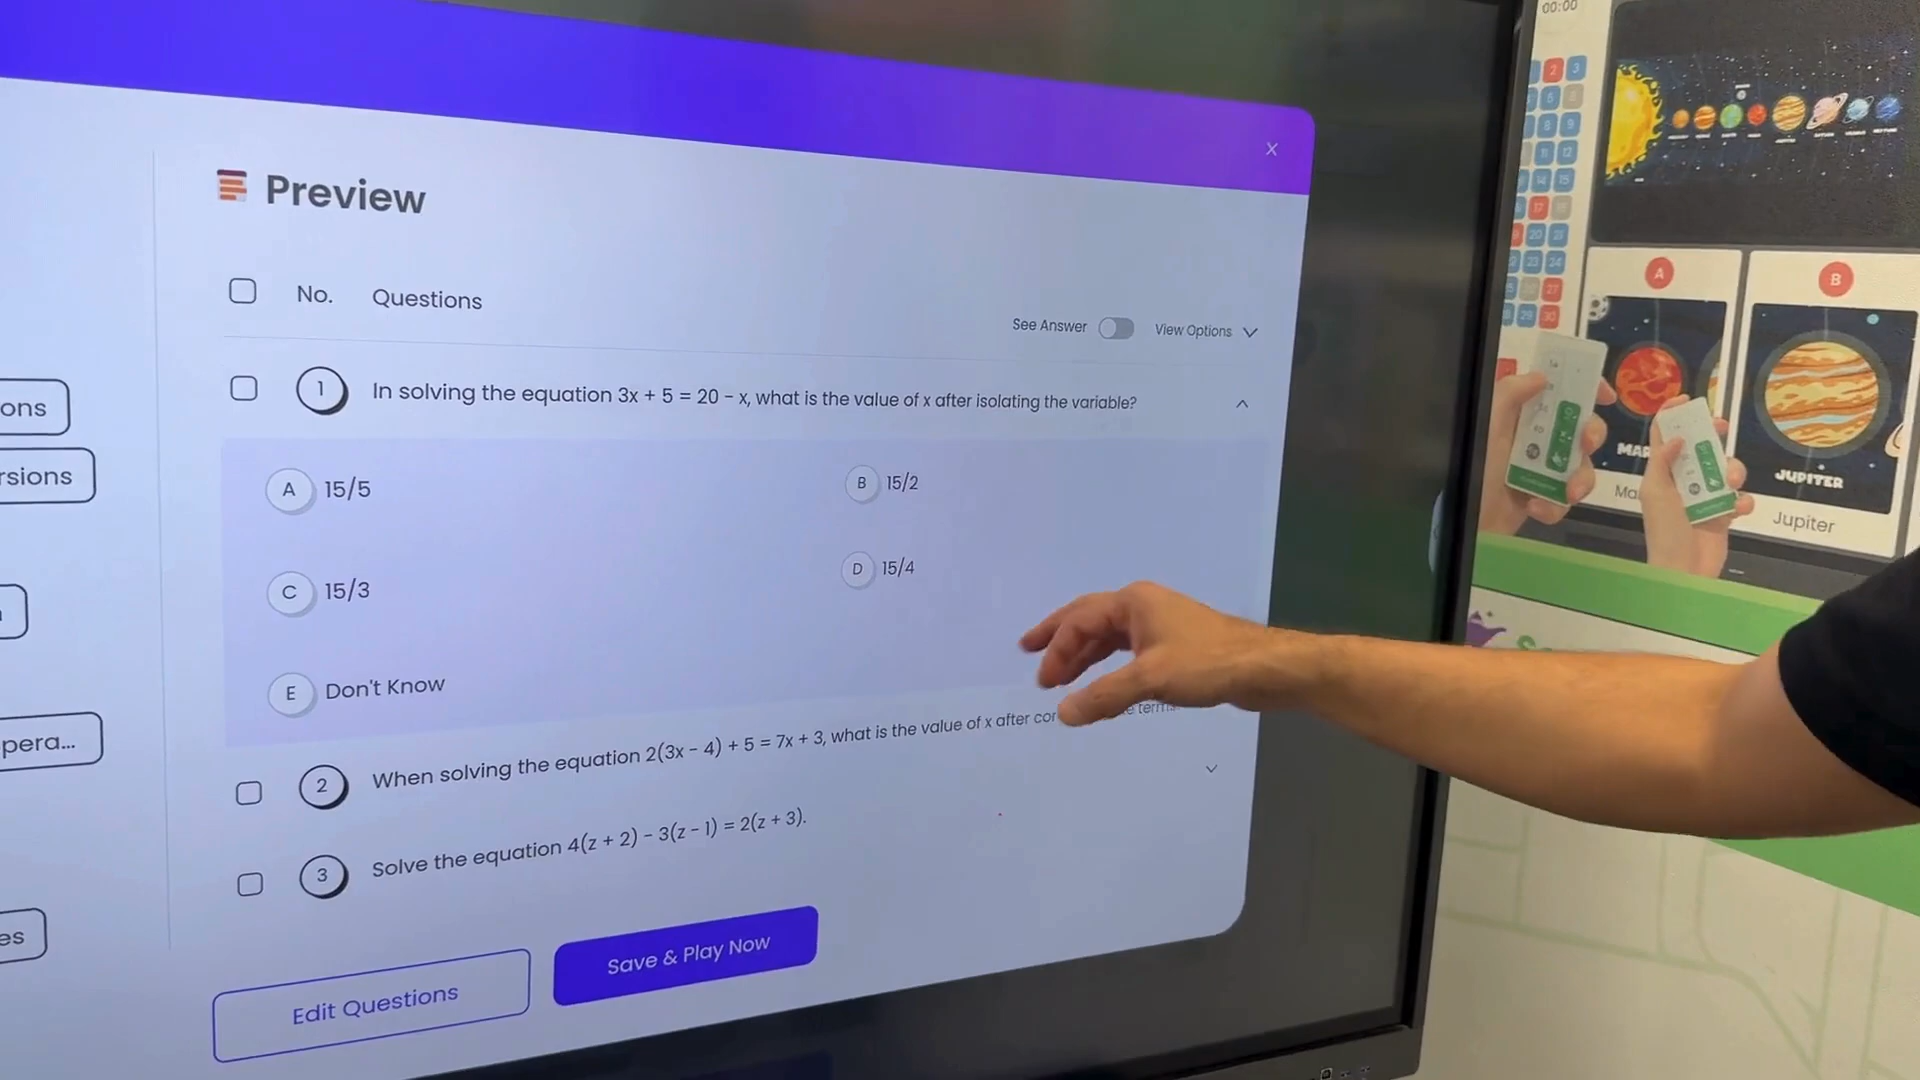 00:00
×
Preview
No. Questions
See Answer View Options
ons
1 In solving the equation 3x + 5 = 20 - x, what is the value of x after isolating the variable?
rsions
A 15/5
B 15/2
C 15/3
D 15/4
E Don't Know
pera...
2 When solving the equation 2(3x - 4) + 5 = 7x + 3, what is the value of x after
3 Solve the equation 4(z + 2) - 3(z - 1) = 2(z + 3).
es
Edit Questions
Save & Play Now
A
B
JUPITER
Jupiter